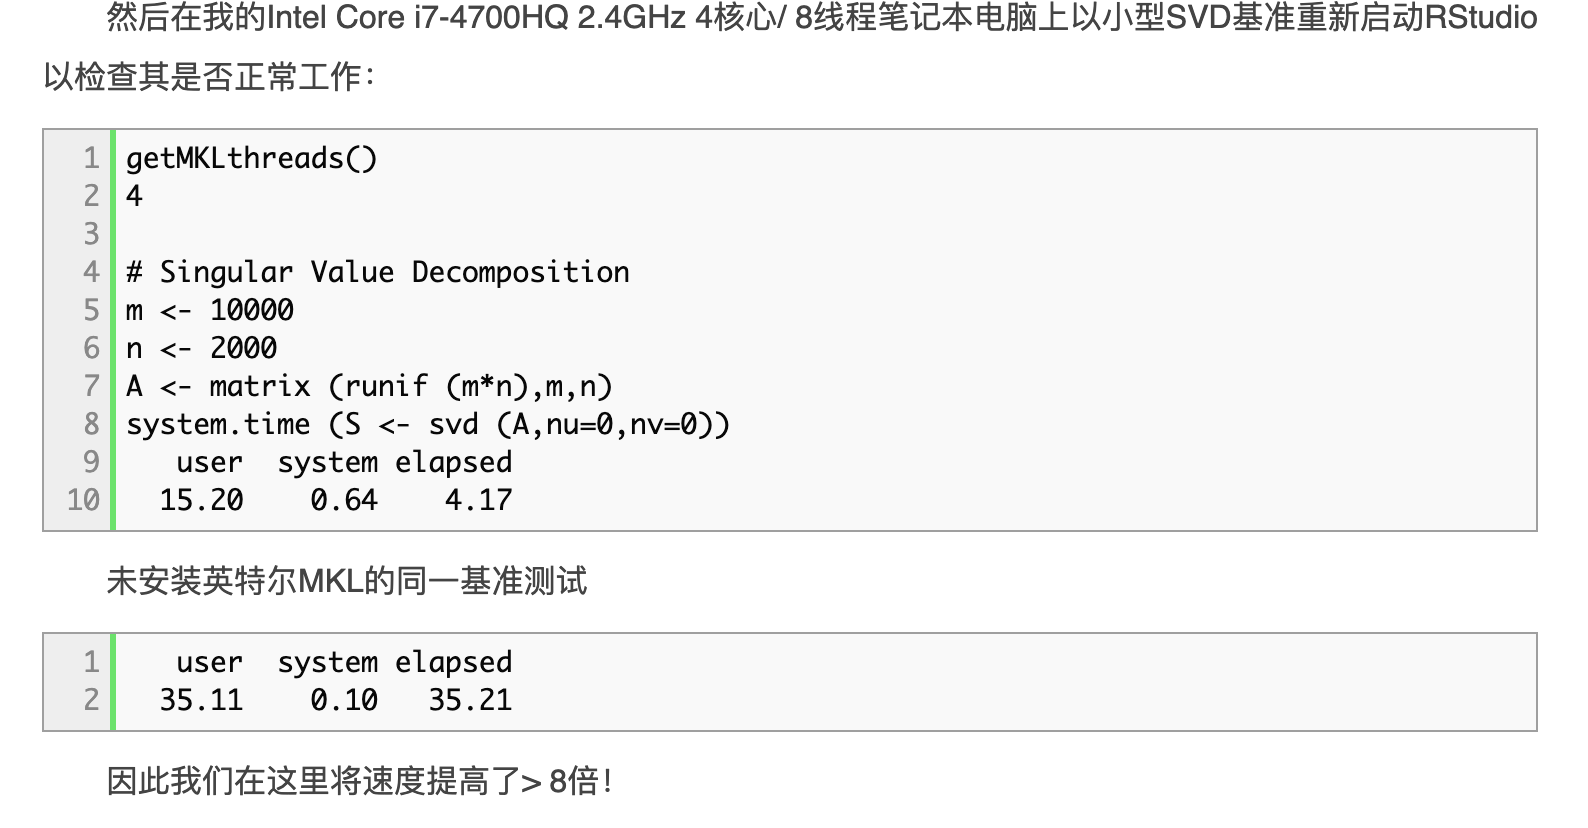 然后在我的Intel Core i7-4700HQ 2.4GHz 4核心/ 8线程笔记本电脑上以小型SVD基准重新启动RStudio
以检查其是否正常工作：
1 getMKLthreads()
2 4
3
4 # Singular Value Decomposition
5 m <- 10000
6 n <- 2000
7 A <- matrix (runif (m*n),m,n)
8 system.time (S <- svd (A,nu=0,nv=0))
9    user  system elapsed
10   15.20    0.64    4.17
未安装英特尔MKL的同一基准测试
1    user  system elapsed
2   35.11    0.10   35.21
因此我们在这里将速度提高了> 8倍！